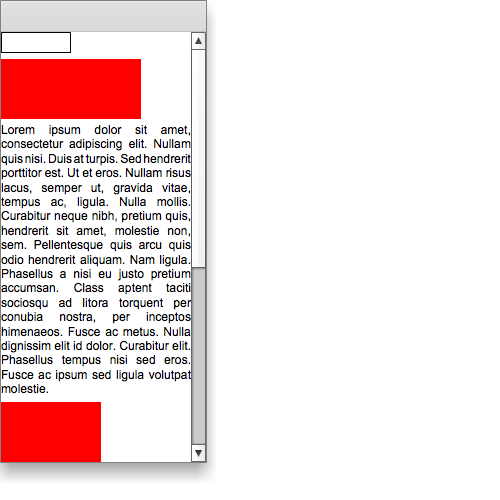 Lorem ipsum dolor sit amet,
consectetur adipiscing elit. Nullam
quis nisi. Duis at turpis. Sed hendrerit
porttitor est. Ut et eros. Nullam risus
lacus, semper ut, gravida vitae,
tempus ac, ligula. Nulla mollis.
Curabitur neque nibh, pretium quis,
hendrerit sit amet, molestie non,
sem. Pellentesque quis arcu quis
odio hendrerit aliquam. Nam ligula.
Phasellus a nisi eu justo pretium
accumsan. Class aptent taciti
sociosqu ad litora torquent per
conubia nostra, per inceptos
himenaeos. Fusce ac metus. Nulla
dignissim elit id dolor. Curabitur elit.
Phasellus tempus nisi sed eros.
Fusce ac ipsum sed ligula volutpat
molestie.